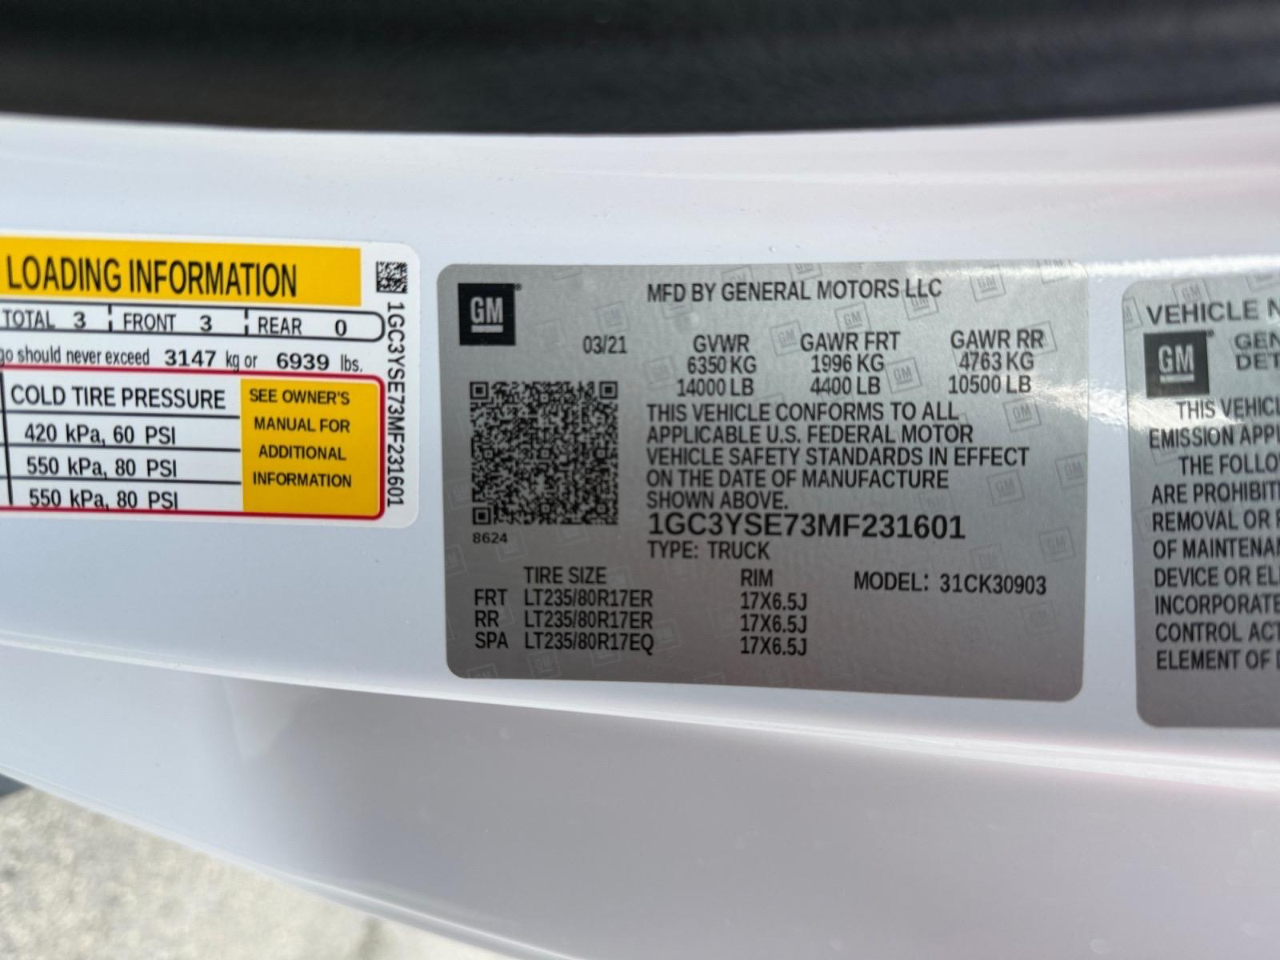 LOADING INFORMATION
TOTAL 3 FRONT 3 REAR 0
go should never exceed 3147 kg or 6939 lbs.
COLD TIRE PRESSURE
420 kPa, 60 PSI
550 kPa, 80 PSI
550 kPa, 80 PSI
SEE OWNER'S
MANUAL FOR
ADDITIONAL
INFORMATION
1GC3YSE73MF231601
GM
MFD BY GENERAL MOTORS LLC
03/21
GVWR GAWR FRT GAWR RR
6350 KG 1996 KG 4763 KG
14000 LB 4400 LB 10500 LB
THIS VEHICLE CONFORMS TO ALL
APPLICABLE U.S. FEDERAL MOTOR
VEHICLE SAFETY STANDARDS IN EFFECT
ON THE DATE OF MANUFACTURE
SHOWN ABOVE.
1GC3YSE73MF231601
8624
TYPE: TRUCK
TIRE SIZE RIM MODEL: 31CK30903
FRT LT235/80R17ER 17X6.5J
RR LT235/80R17ER 17X6.5J
SPA LT235/80R17EQ 17X6.5J
VEHICLE
GM
GEN
DET
THIS VEHIC
EMISSION APP
THE FOLLO
ARE PROHIBIT
REMOVAL OR
OF MAINTENA
DEVICE OR EL
INCORPORATE
CONTROL ACT
ELEMENT OF